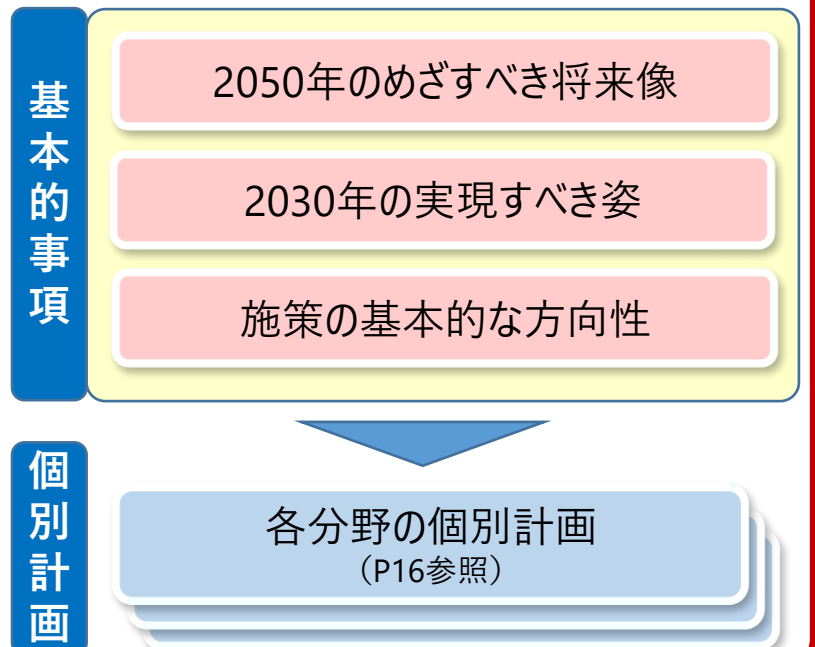 基本的事項
2050年のめざすべき将来像
2030年の実現すべき姿
施策の基本的な方向性
個別計画
各分野の個別計画
（P16参照）